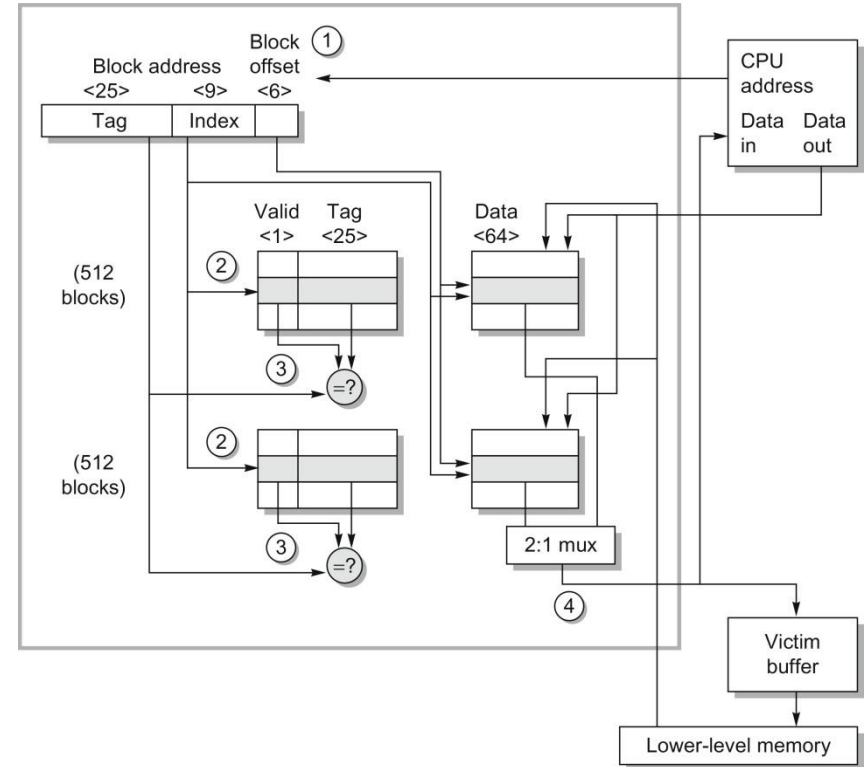 Block
offset
<6>
①
Block address
<25> <9>
Tag
Index
CPU
address
Data
in
Data
out
Valid
<1>
Tag
<25>
Data
<64>
(512
blocks)
②
③
=?
(512
blocks)
②
③
=?
2:1 mux
④
Victim
buffer
Lower-level memory